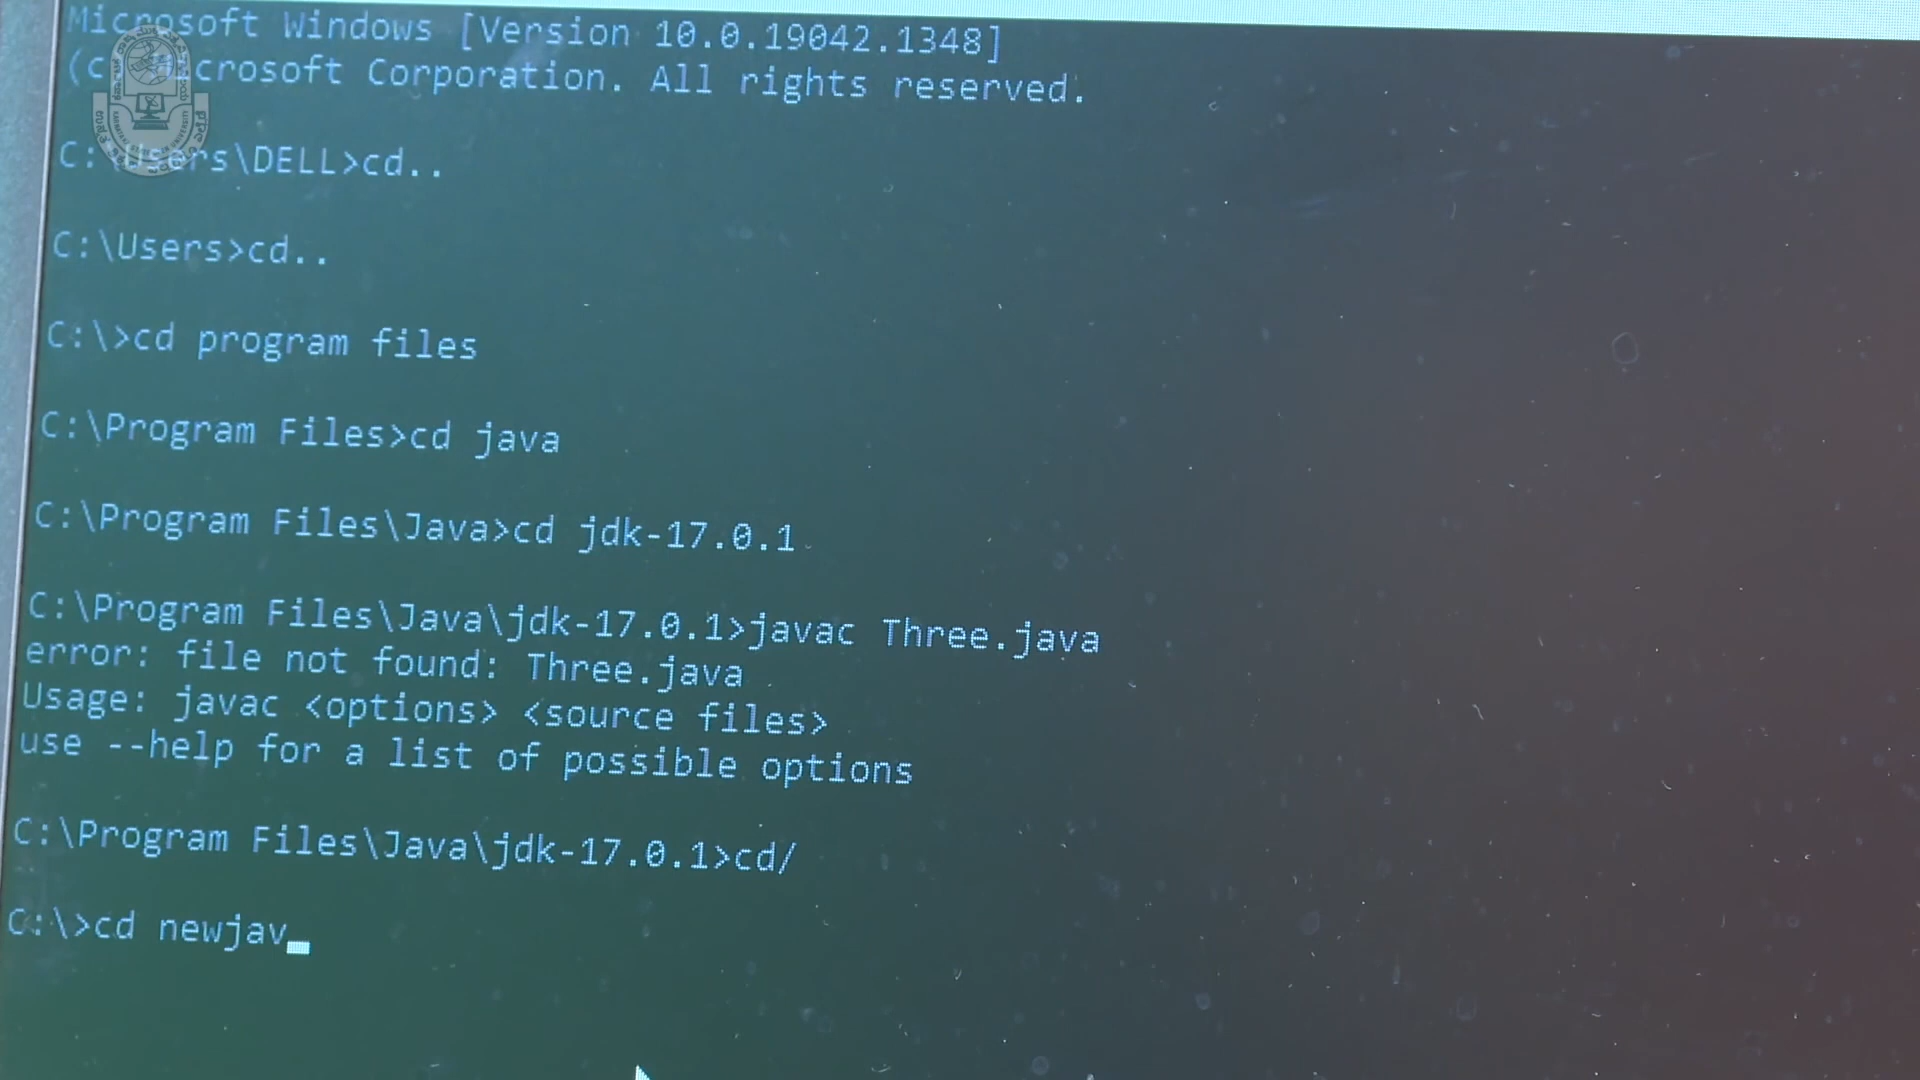 Microsoft Windows [Version 10.0.19042.1348]
(c crosoft Corporation. All rights reserved.
C:\Users\DELL>cd..
C:\Users>cd..
C:\>cd program files
C:\Program Files>cd java
C:\Program Files\Java>cd jdk-17.0.1
C:\Program Files\Java\jdk-17.0.1>javac Three.java
error: file not found: Three.java
Usage: javac <options> <source files>
use --help for a list of possible options
C:\Program Files\Java\jdk-17.0.1>cd/
C:\>cd newjav